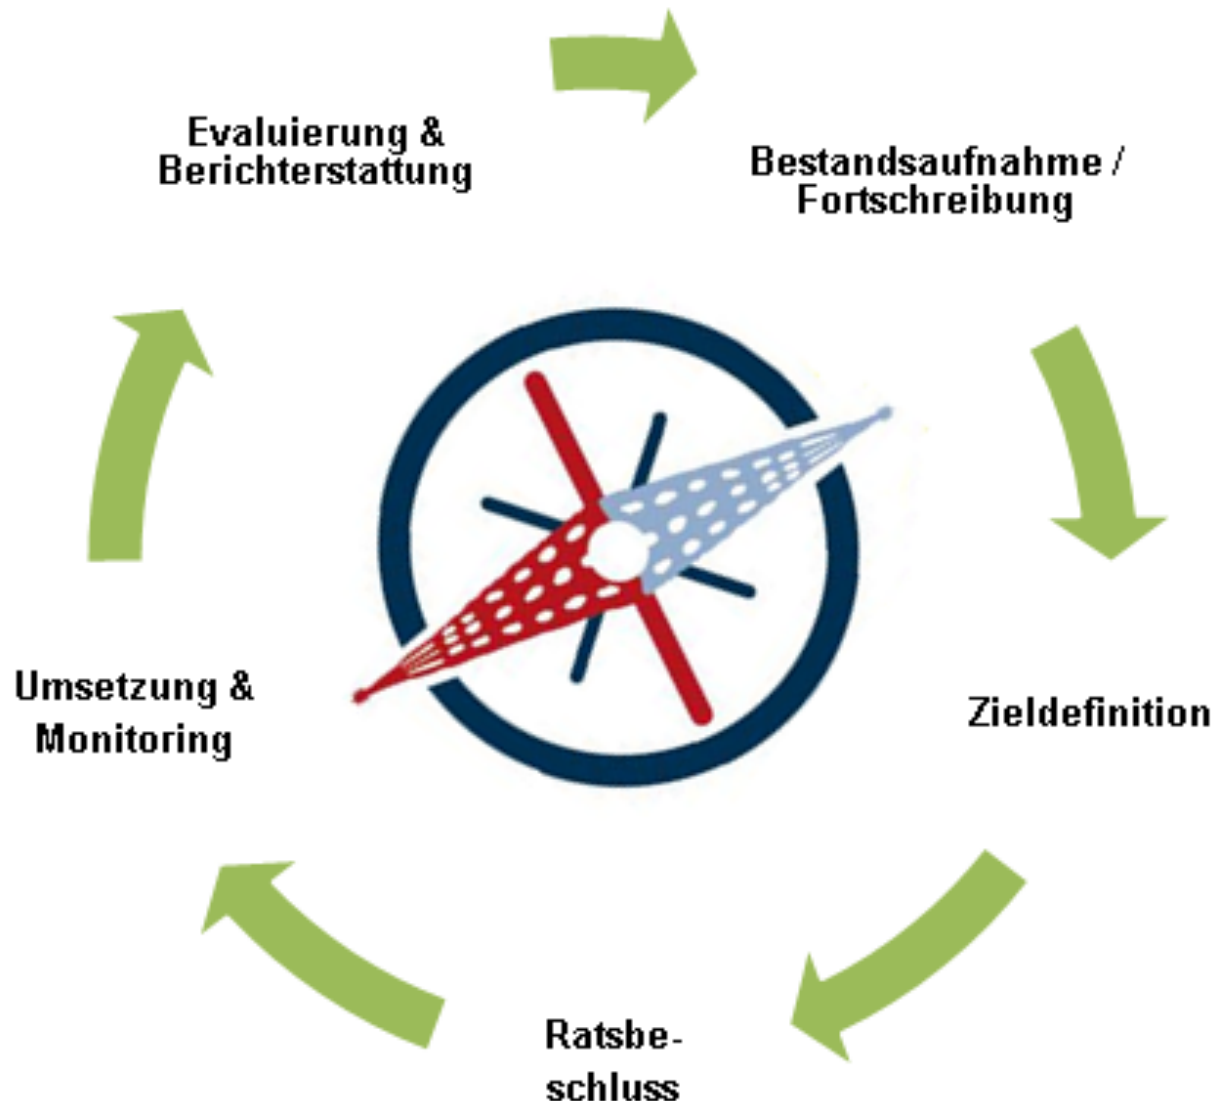 Evaluierung &
Berichterstattung
Bestandsaufnahme /
Fortschreibung
Zieldefinition
Ratsbe-
schluss
Umsetzung &
Monitoring